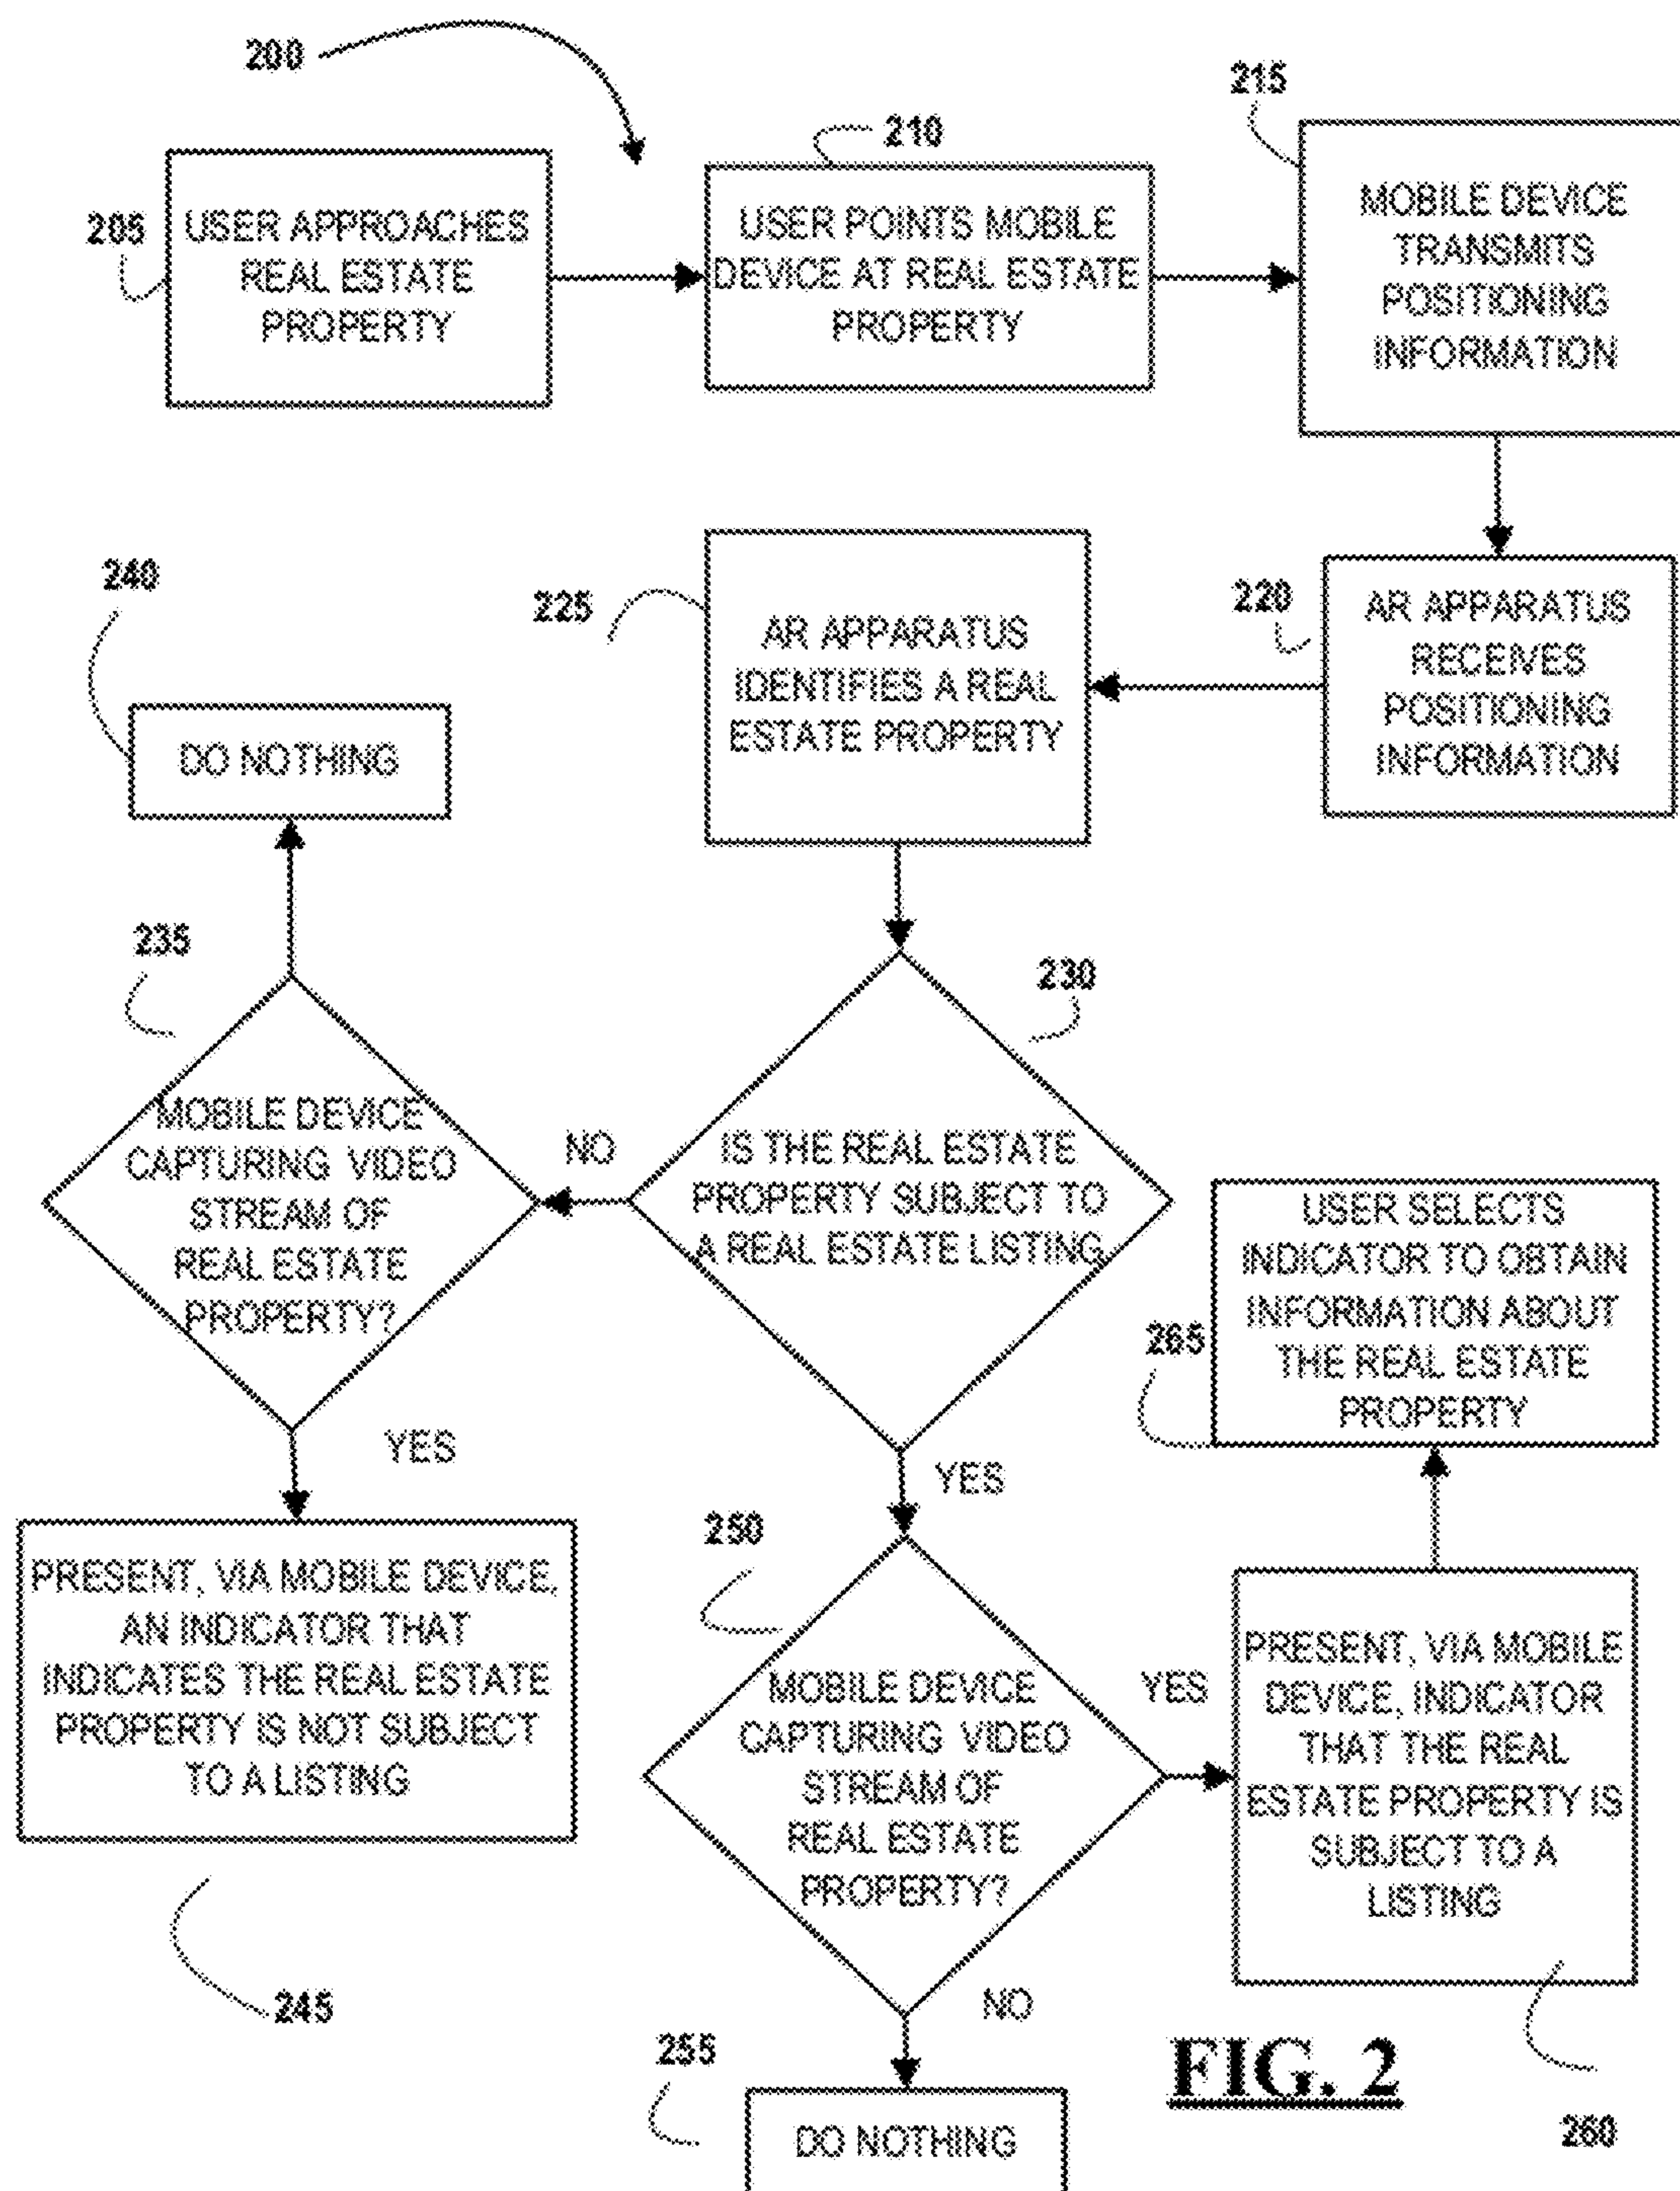 200
205
USER APPROACHES
REAL ESTATE
PROPERTY
210
USER POINTS MOBILE
DEVICE AT REAL ESTATE
PROPERTY
215
MOBILE DEVICE
TRANSMITS
POSITIONING
INFORMATION
220
AR APPARATUS
RECEIVES
POSITIONING
INFORMATION
225
AR APPARATUS
IDENTIFIES A REAL
ESTATE PROPERTY
230
IS THE REAL ESTATE
PROPERTY SUBJECT TO
A REAL ESTATE LISTING
NO
235
MOBILE DEVICE
CAPTURING VIDEO
STREAM OF
REAL ESTATE
PROPERTY?
240
DO NOTHING
YES
PRESENT, VIA MOBILE DEVICE,
AN INDICATOR THAT
INDICATES THE REAL ESTATE
PROPERTY IS NOT SUBJECT
TO A LISTING
245
YES
250
MOBILE DEVICE
CAPTURING VIDEO
STREAM OF
REAL ESTATE
PROPERTY?
NO
255
DO NOTHING
YES
PRESENT, VIA MOBILE
DEVICE, INDICATOR
THAT THE REAL
ESTATE PROPERTY IS
SUBJECT TO A
LISTING
260
265
USER SELECTS
INDICATOR TO OBTAIN
INFORMATION ABOUT
THE REAL ESTATE
PROPERTY
FIG. 2